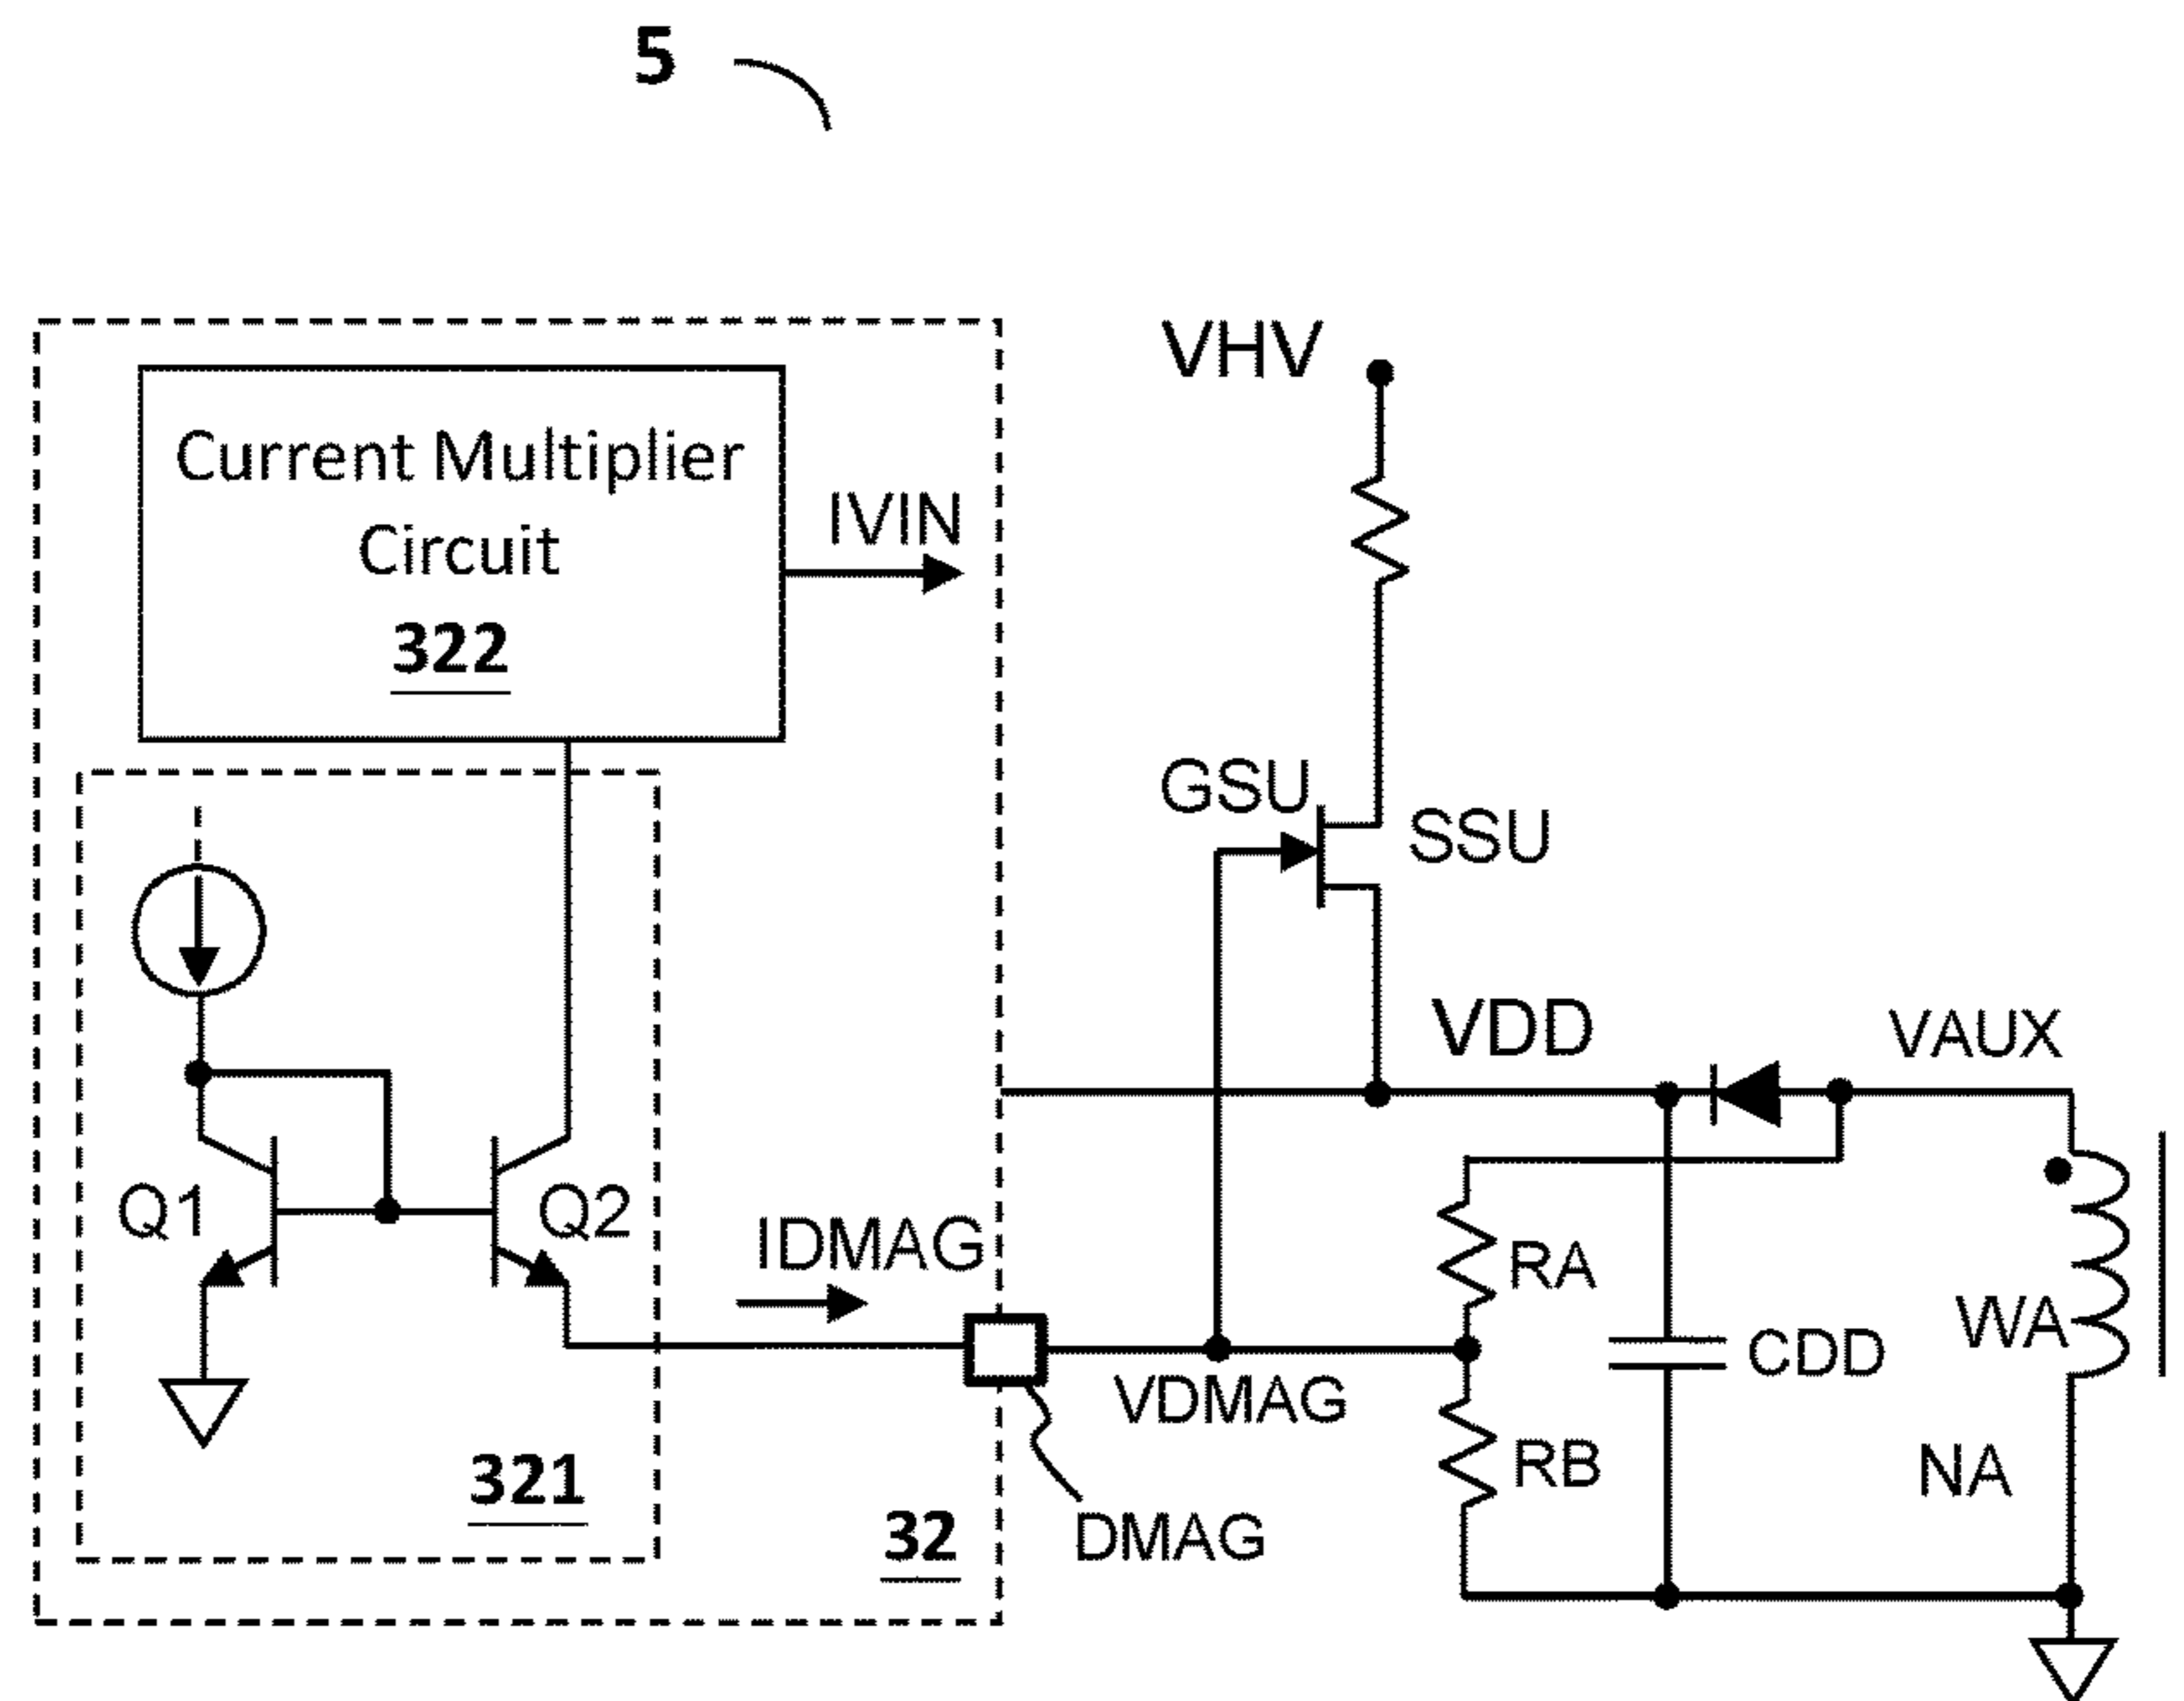 5
VHV
Current Multiplier
Circuit
322
IVIN
GSU
SSU
VDD
VAUX
Q1
Q2
IDMAG
RA
WA
CDD
VDMAG
RB
NA
321
32
DMAG